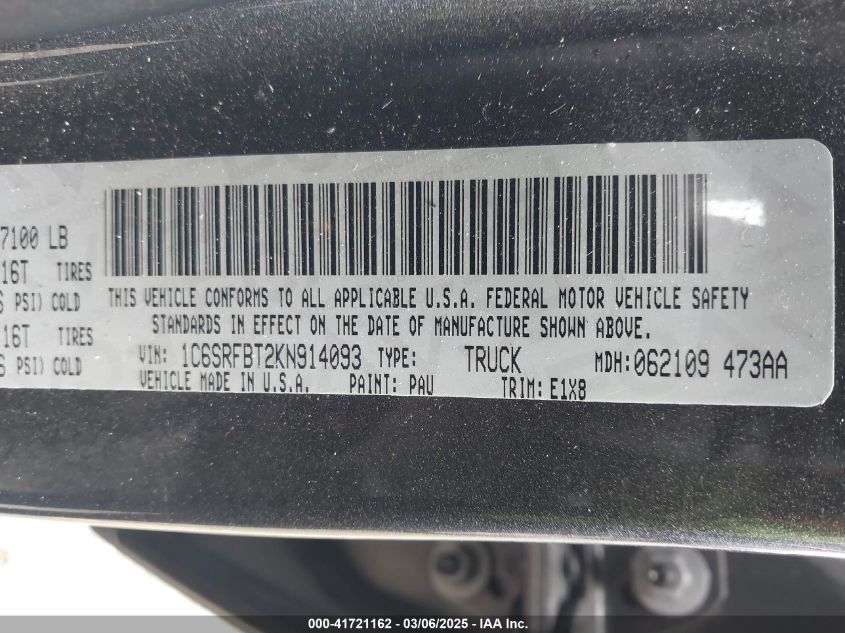 7100 LB
16T TIRES
PSI) COLD
16T TIRES
PSI) COLD
THIS VEHICLE CONFORMS TO ALL APPLICABLE U.S.A. FEDERAL MOTOR VEHICLE SAFETY
STANDARDS IN EFFECT ON THE DATE OF MANUFACTURE SHOWN ABOVE.
VIN: 1C6SRFBT2KN914093 TYPE: TRUCK MDH:062109 473AA
VEHICLE MADE IN U.S.A. PAINT: PAU TRIM: E1X8
000-41721162 - 03/06/2025 - IAA Inc.